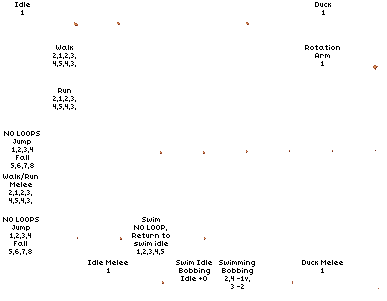 Idle
1
Duck
1
Walk
2,1,2,3,
4,5,4,3,
Rotation
Arm
1
Run
2,1,2,3,
4,5,4,3,
NO LOOPS
Jump
1,2,3,4
Fall
5,6,7,8
Walk/Run
Melee
2,1,2,3,
4,5,4,3,
NO LOOPS
Jump
1,2,3,4
Fall
5,6,7,8
Swim
NO LOOP,
Return to
swim idle
1,2,3,4,5
Idle Melee
1
Swim Idle
Bobbing
Idle +0
Swimming
Bobbing
2,4 -1v,
3 -2
Duck Melee
1